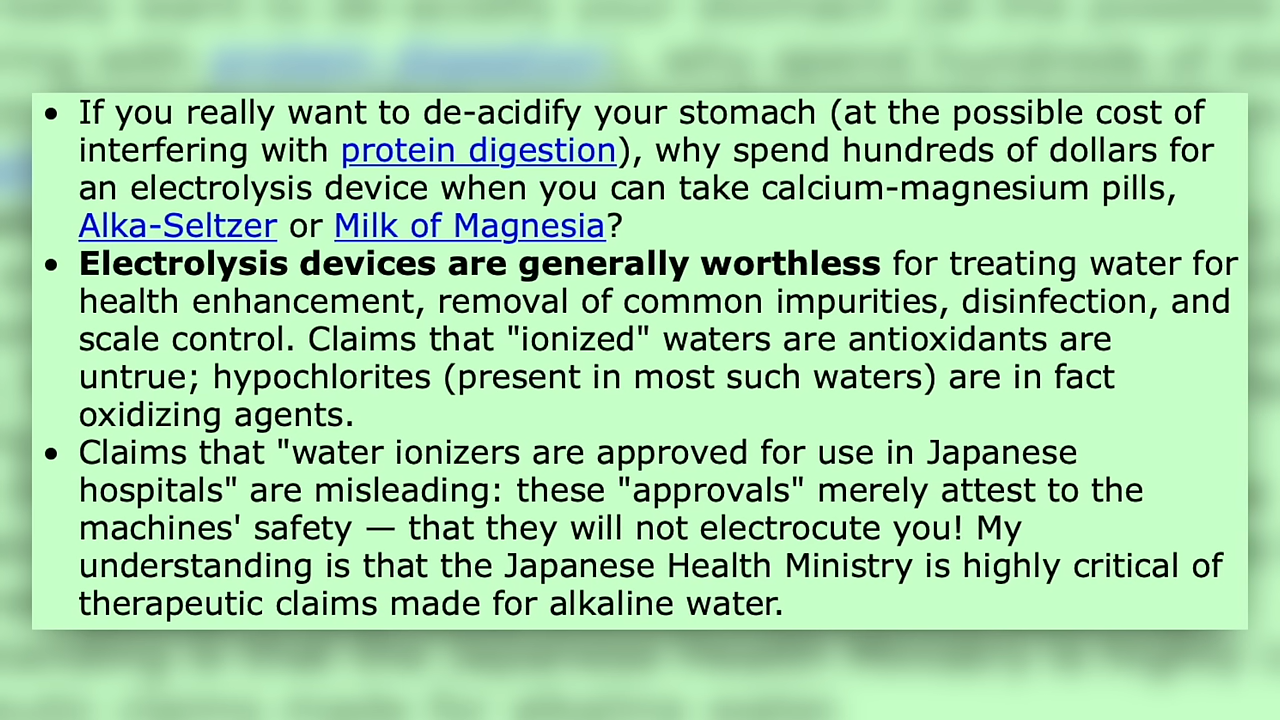 • If you really want to de-acidify your stomach (at the possible cost of
interfering with protein digestion), why spend hundreds of dollars for
an electrolysis device when you can take calcium-magnesium pills,
Alka-Seltzer or Milk of Magnesia?
• Electrolysis devices are generally worthless for treating water for
health enhancement, removal of common impurities, disinfection, and
scale control. Claims that "ionized" waters are antioxidants are
untrue; hypochlorites (present in most such waters) are in fact
oxidizing agents.
• Claims that "water ionizers are approved for use in Japanese
hospitals" are misleading: these "approvals" merely attest to the
machines' safety — that they will not electrocute you! My
understanding is that the Japanese Health Ministry is highly critical of
therapeutic claims made for alkaline water.